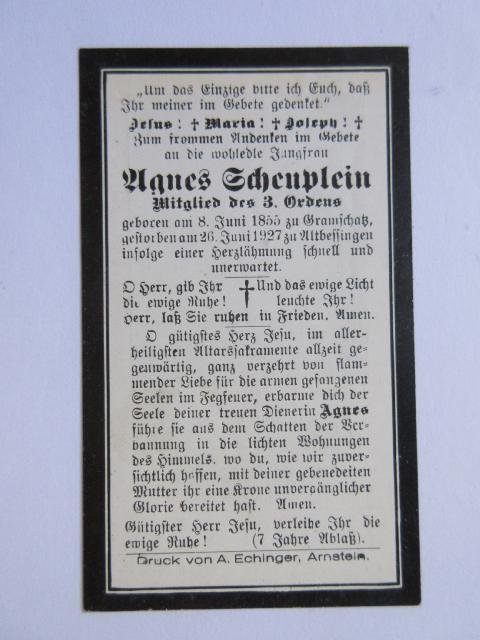 „Um das Einzige bitte ich Euch, daß
Ihr meiner im Gebete gedenket."
Jesus! † Maria! † Joseph! †
Zum frommen Andenken im Gebete
an die wohledle Jungfrau
Agnes Scheuplein
Mitglied des 3. Ordens
geboren am 8. Juni 1855 zu Gramschatz,
gestorben am 26. Juni 1927 zu Altbessingen
infolge einer Herzlähmung schnell und
unerwartet.
O Herr, gib Ihr † Und das ewige Licht
die ewige Ruhe! leuchte Ihr!
Herr, laß Sie ruhen in Frieden. Amen.
O gütigstes Herz Jesu, im aller-
heiligsten Altarssakramente allzeit ge-
genwärtig, ganz verzehrt von flam-
mender Liebe für die armen gefangenen
Seelen im Fegfeuer, erbarme dich der
Seele deiner treuen Dienerin Agnes
führe sie aus dem Schatten der Ver-
bannung in die lichten Wohnungen
des Himmels. wo du, wie wir zuver-
sichtlich hoffen, mit deiner gebenedeiten
Mutter ihr eine Krone unvergänglicher
Glorie bereitet hast. Amen.
Gütigster Herr Jesu, verleihe Ihr die
ewige Ruhe! (7 Jahre Ablaß).
Druck von A. Echinger, Arnstein.